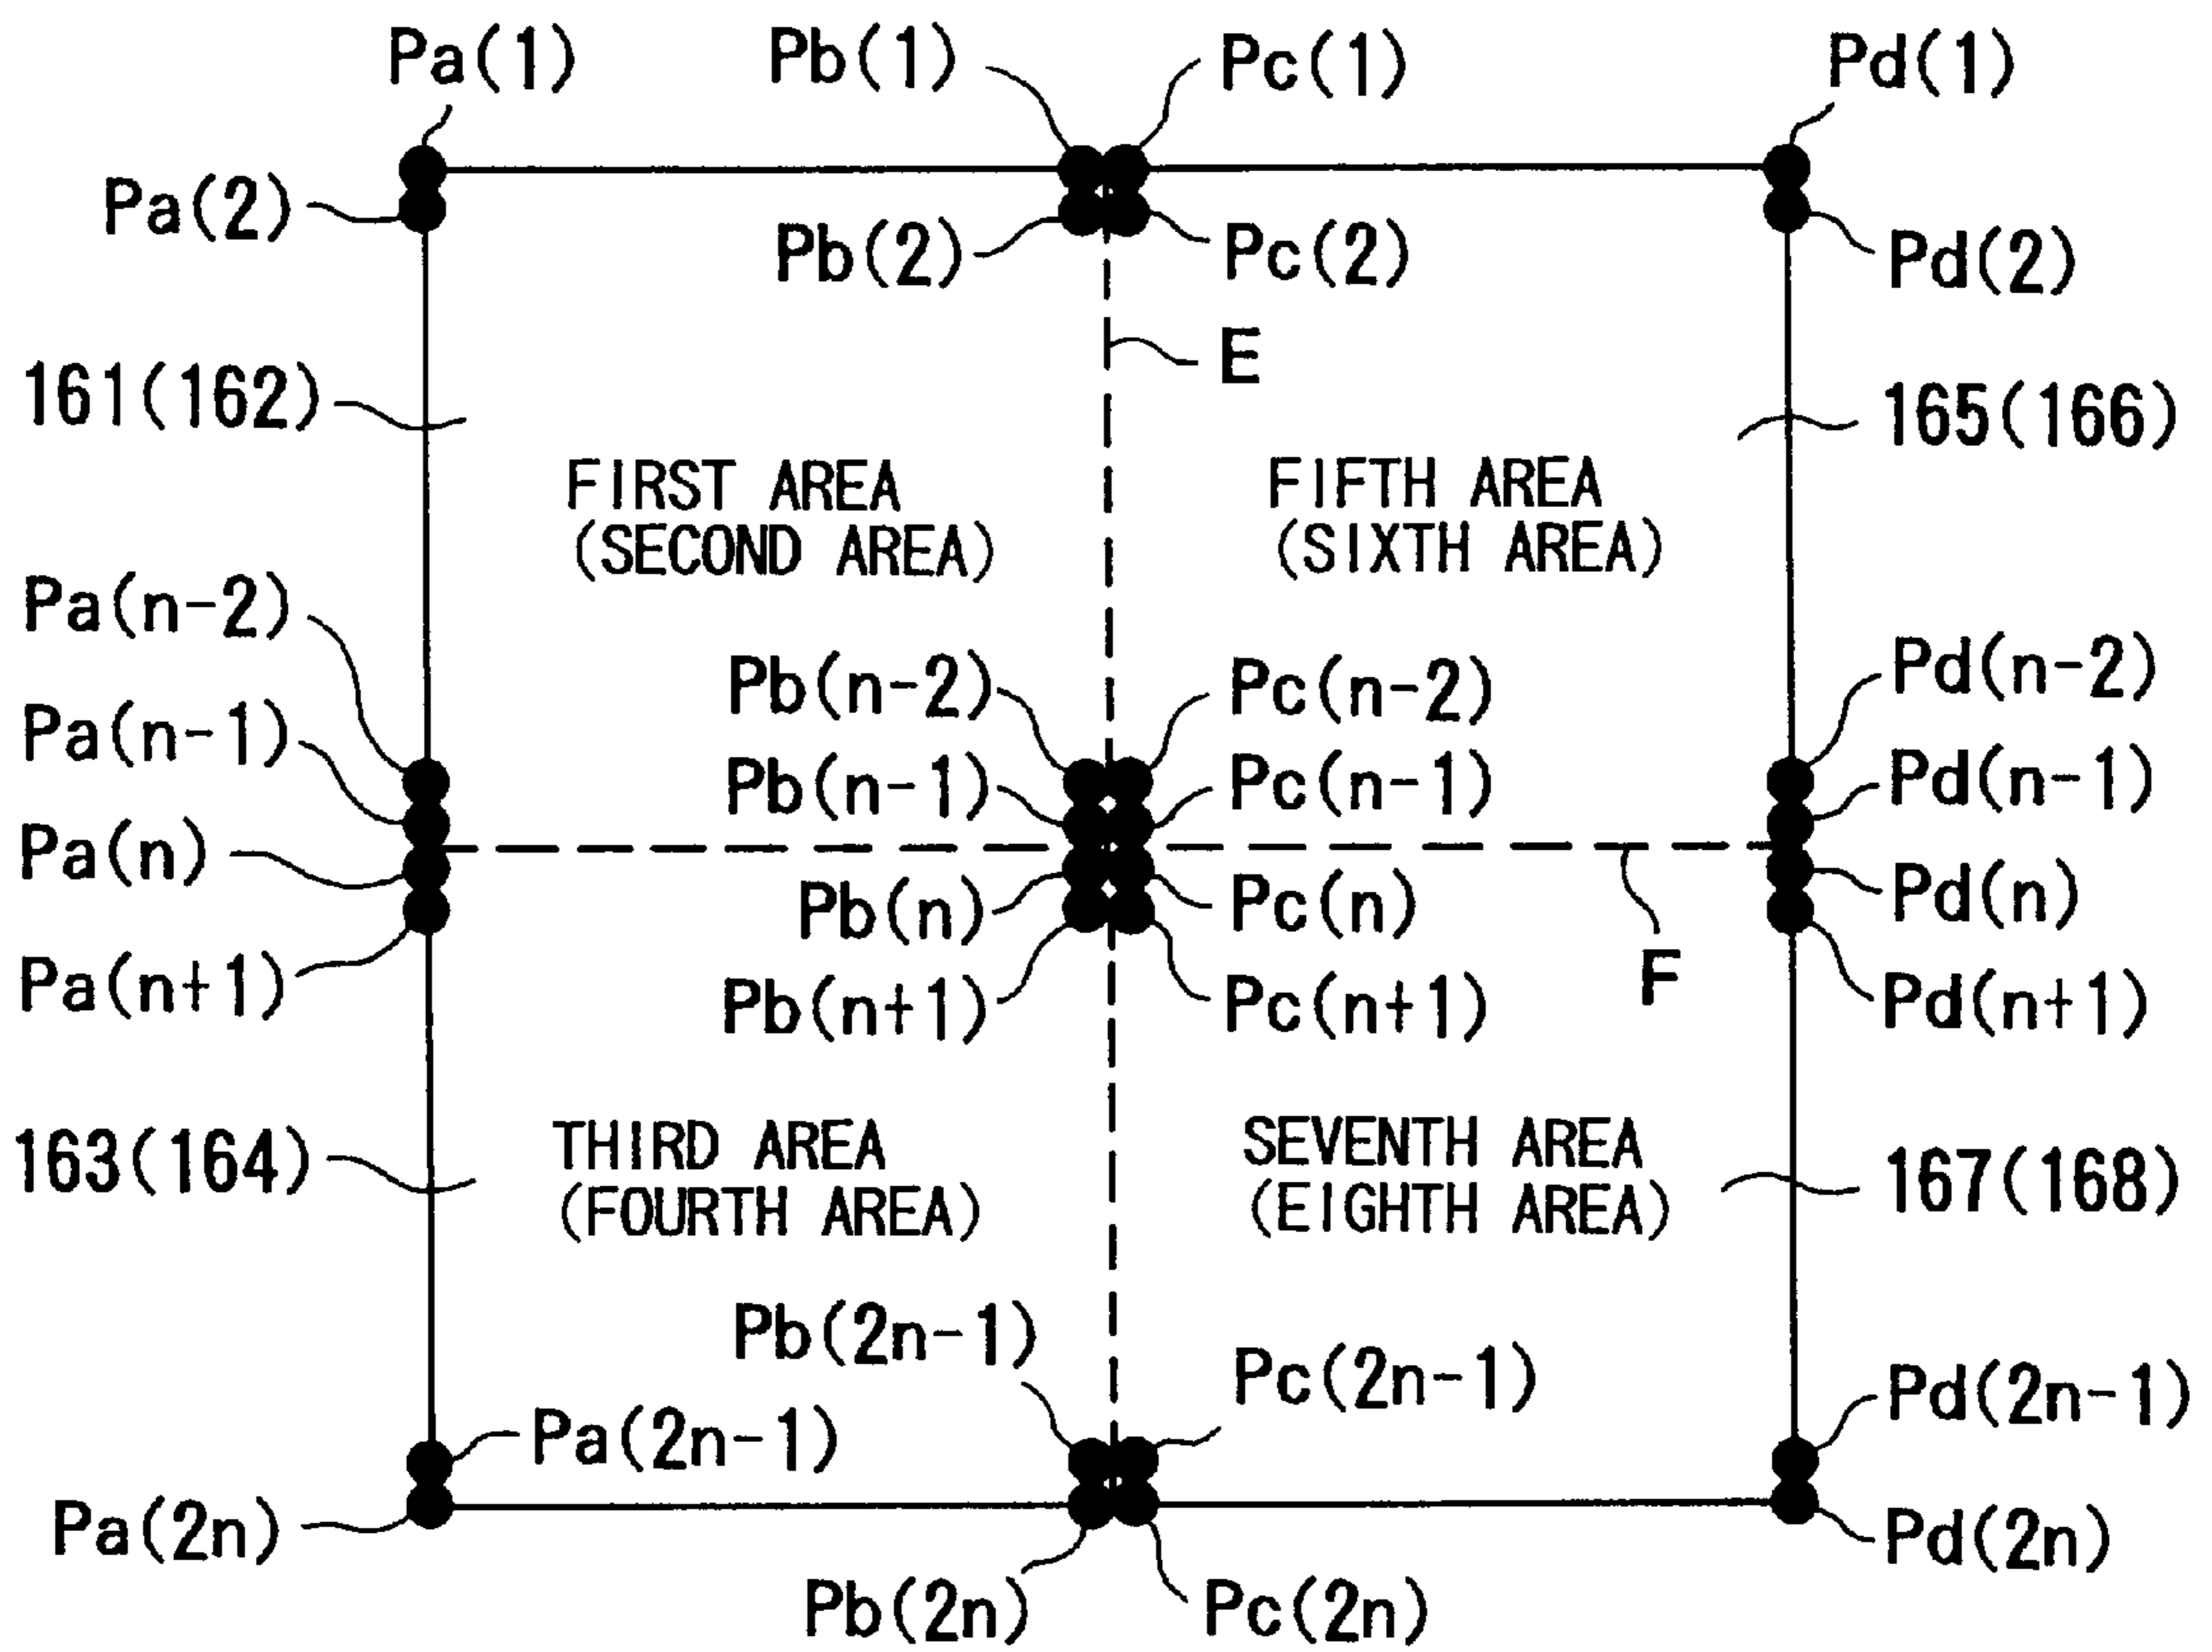 Pa(1)
Pb(1)
Pc(1)
Pd(1)
Pa(2)
Pb(2)
Pc(2)
Pd(2)
E
161(162)
165(166)
FIRST AREA
(SECOND AREA)
FIFTH AREA
(SIXTH AREA)
Pa(n-2)
Pb(n-2)
Pc(n-2)
Pd(n-2)
Pa(n-1)
Pb(n-1)
Pc(n-1)
Pd(n-1)
Pa(n)
Pb(n)
Pc(n)
Pd(n)
F
Pa(n+1)
Pb(n+1)
Pc(n+1)
Pd(n+1)
163(164)
THIRD AREA
(FOURTH AREA)
SEVENTH AREA
(EIGHTH AREA)
167(168)
Pb(2n-1)
Pc(2n-1)
Pd(2n-1)
Pa(2n-1)
Pa(2n)
Pd(2n)
Pb(2n)
Pc(2n)